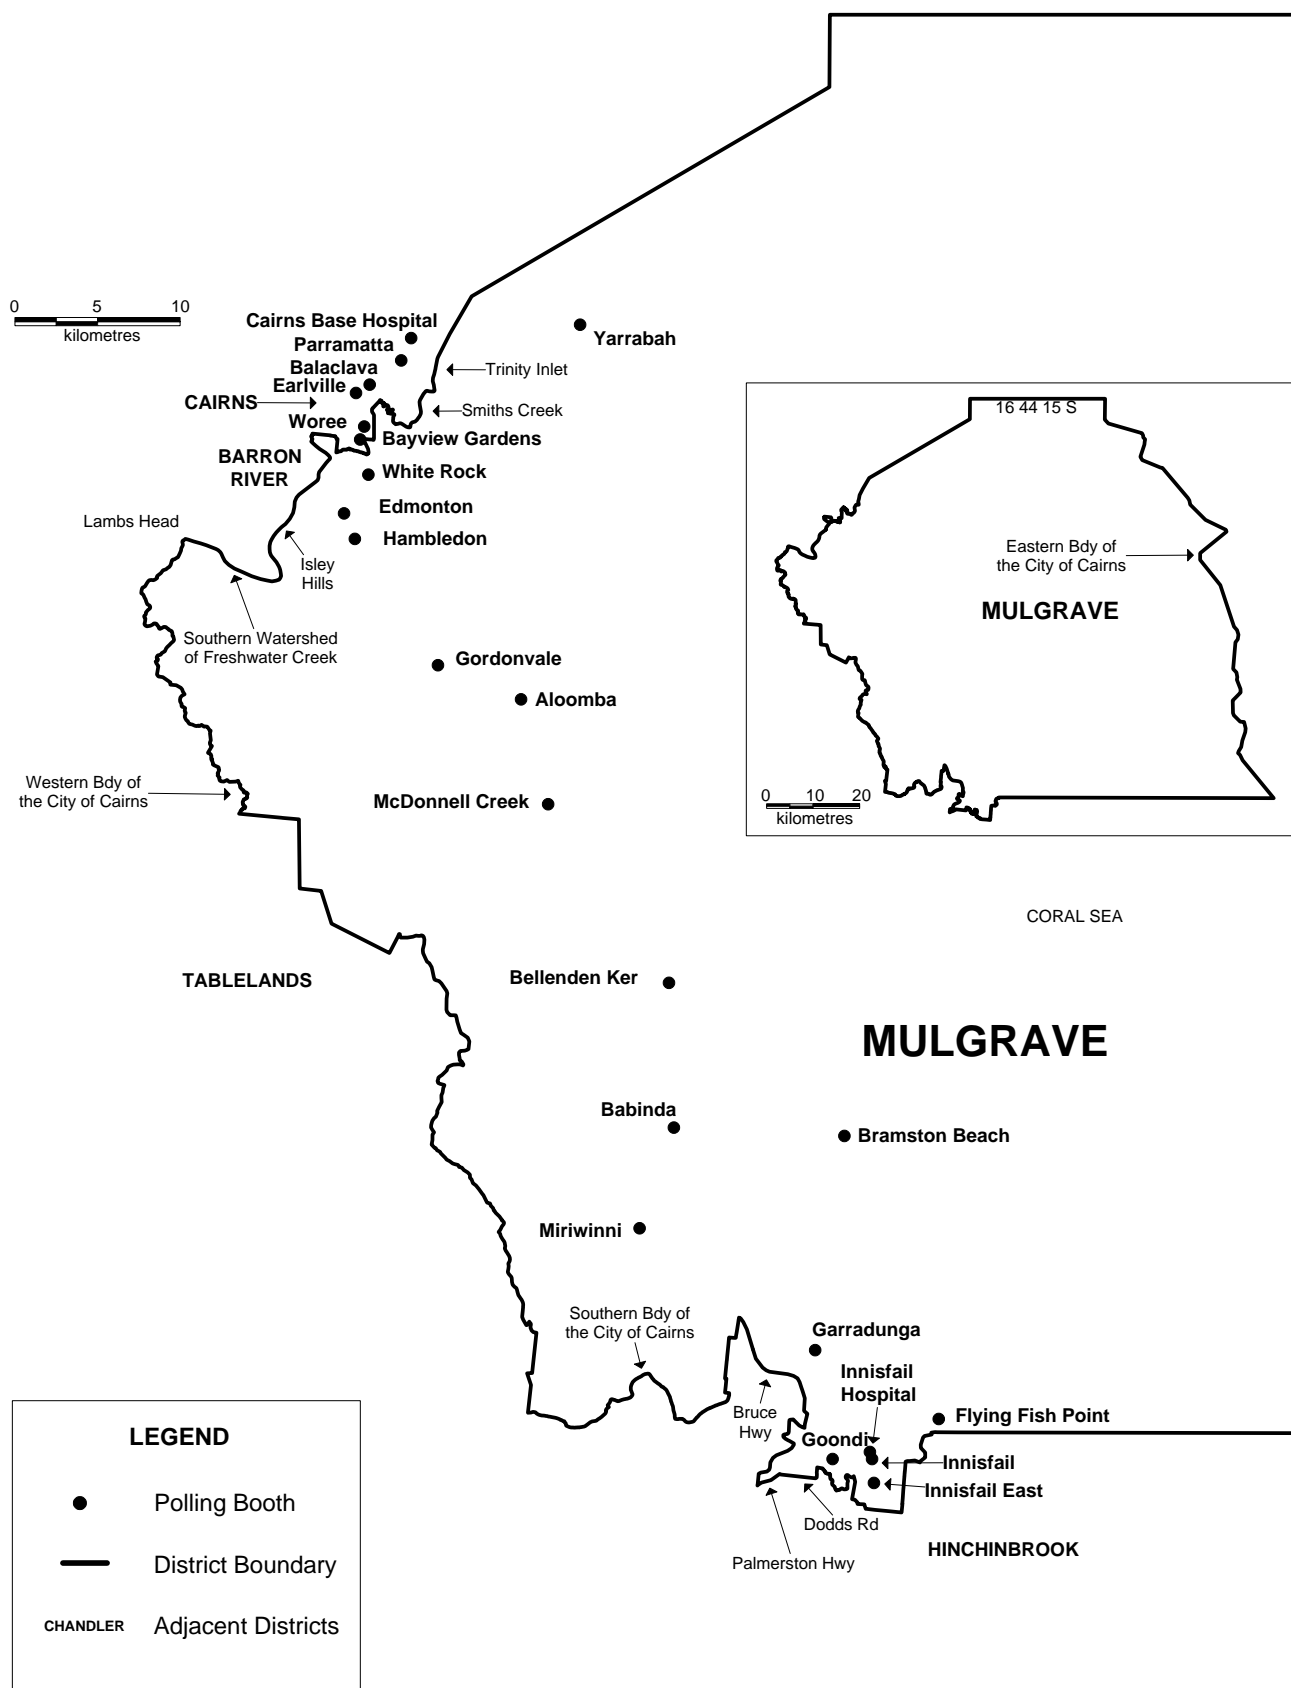 0 5 10
kilometres
Cairns Base Hospital
Parramatta
Balaclava
Earlville
CAIRNS
Woree
Bayview Gardens
BARRON
RIVER
White Rock
Edmonton
Hambledon
Yarrabah
Trinity Inlet
Smiths Creek
Lambs Head
Isley
Hills
Southern Watershed
of Freshwater Creek
Gordonvale
Aloomba
Western Bdy of
the City of Cairns
McDonnell Creek
16 44 15 S
Eastern Bdy of
the City of Cairns
MULGRAVE
0 10 20
kilometres
CORAL SEA
TABLELANDS
Bellenden Ker
MULGRAVE
Babinda
Bramston Beach
Miriwinni
Southern Bdy of
the City of Cairns
Garradunga
Innisfail
Hospital
Bruce
Hwy
Flying Fish Point
Goondi
Innisfail
Innisfail East
Dodds Rd
Palmerston Hwy
HINCHINBROOK
LEGEND
Polling Booth
District Boundary
CHANDLER Adjacent Districts